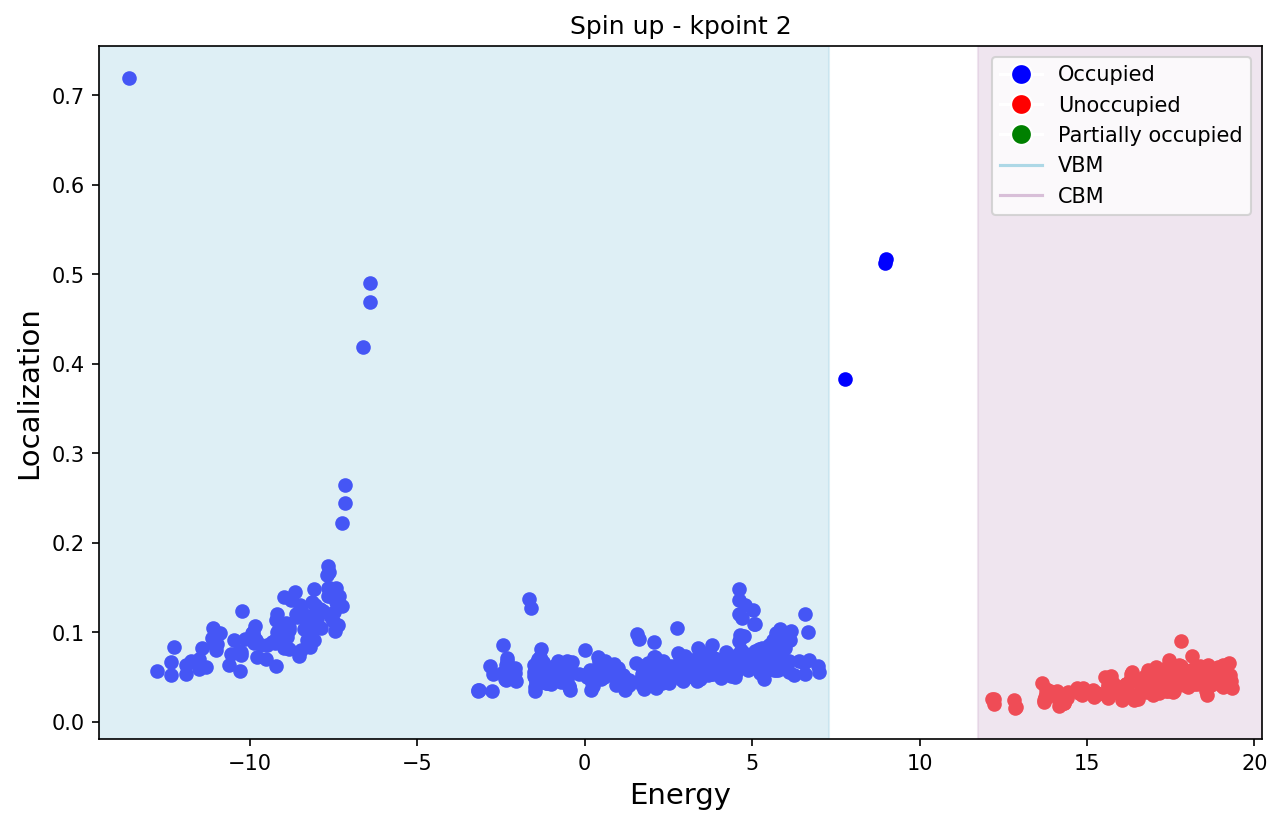 Spin up - kpoint 2
Localization
0.7
0.6
0.5
0.4
0.3
0.2
0.1
0.0
Occupied
Unoccupied
Partially occupied
VBM
CBM
−10
−5
0
5
10
15
20
Energy